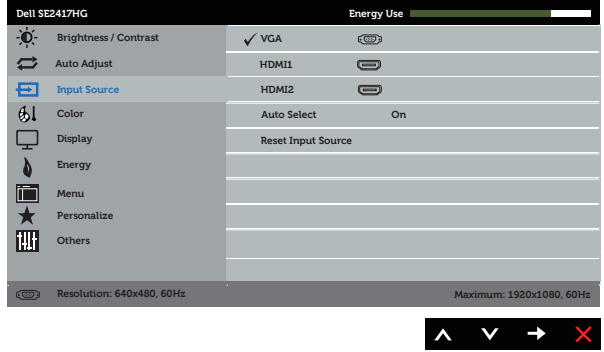 Dell SE2417HG Energy Use
Brightness / Contrast
Auto Adjust
Input Source
Color
Display
Energy
Menu
Personalize
Others
VGA
HDMI1
HDMI2
Auto Select On
Reset Input Source
Resolution: 640x480, 60Hz Maximum: 1920x1080, 60Hz